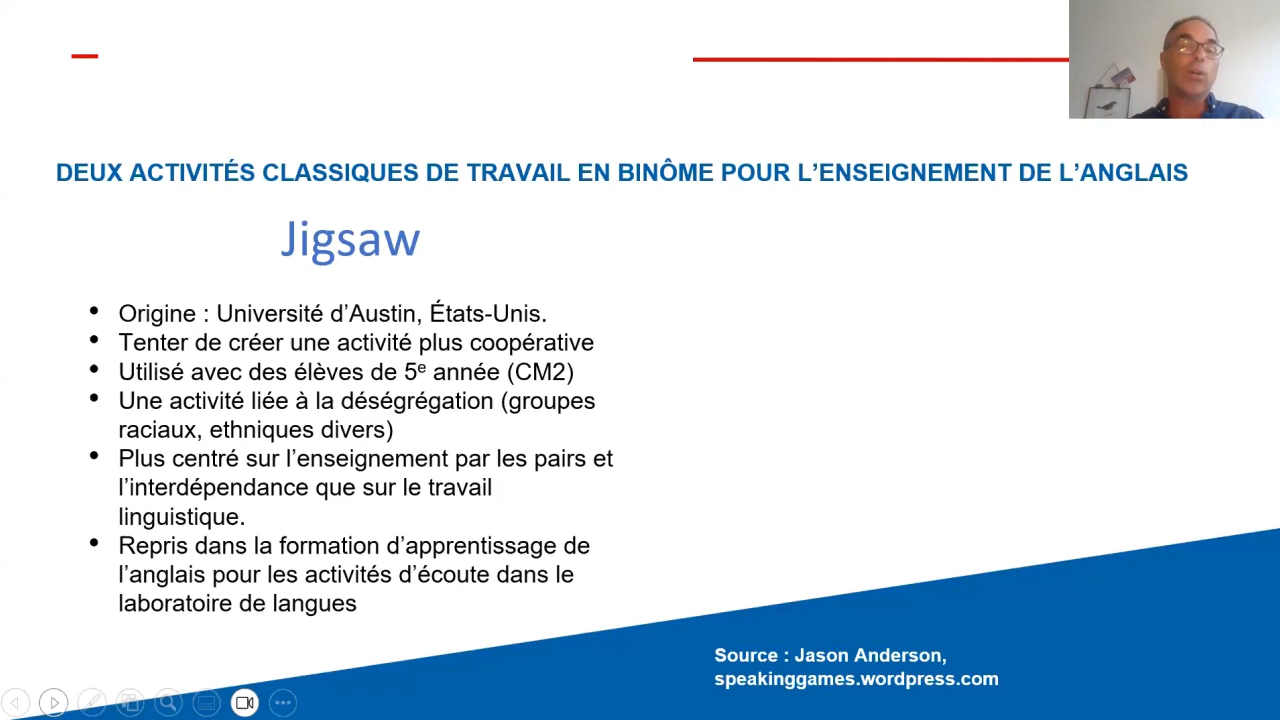 DEUX ACTIVITÉS CLASSIQUES DE TRAVAIL EN BINÔME POUR L’ENSEIGNEMENT DE L’ANGLAIS
Jigsaw
• Origine : Université d’Austin, États-Unis.
• Tenter de créer une activité plus coopérative
• Utilisé avec des élèves de 5e année (CM2)
• Une activité liée à la déségrégation (groupes
raciaux, ethniques divers)
• Plus centré sur l’enseignement par les pairs et
l’interdépendance que sur le travail
linguistique.
• Repris dans la formation d’apprentissage de
l’anglais pour les activités d’écoute dans le
laboratoire de langues
Source : Jason Anderson,
speakinggames.wordpress.com